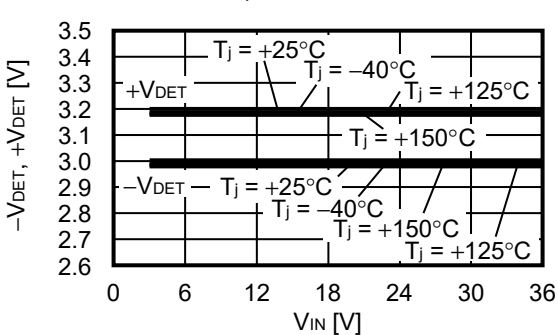 3.5
3.4
3.3
3.2
3.1
3.0
2.9
2.8
2.7
2.6
−VDET, +VDET [V]
Tj = +25°C
Tj = −40°C
+VDET
Tj = +125°C
Tj = +150°C
−VDET
Tj = +25°C
Tj = −40°C
Tj = +150°C
Tj = +125°C
0 6 12 18 24 30 36
VIN [V]